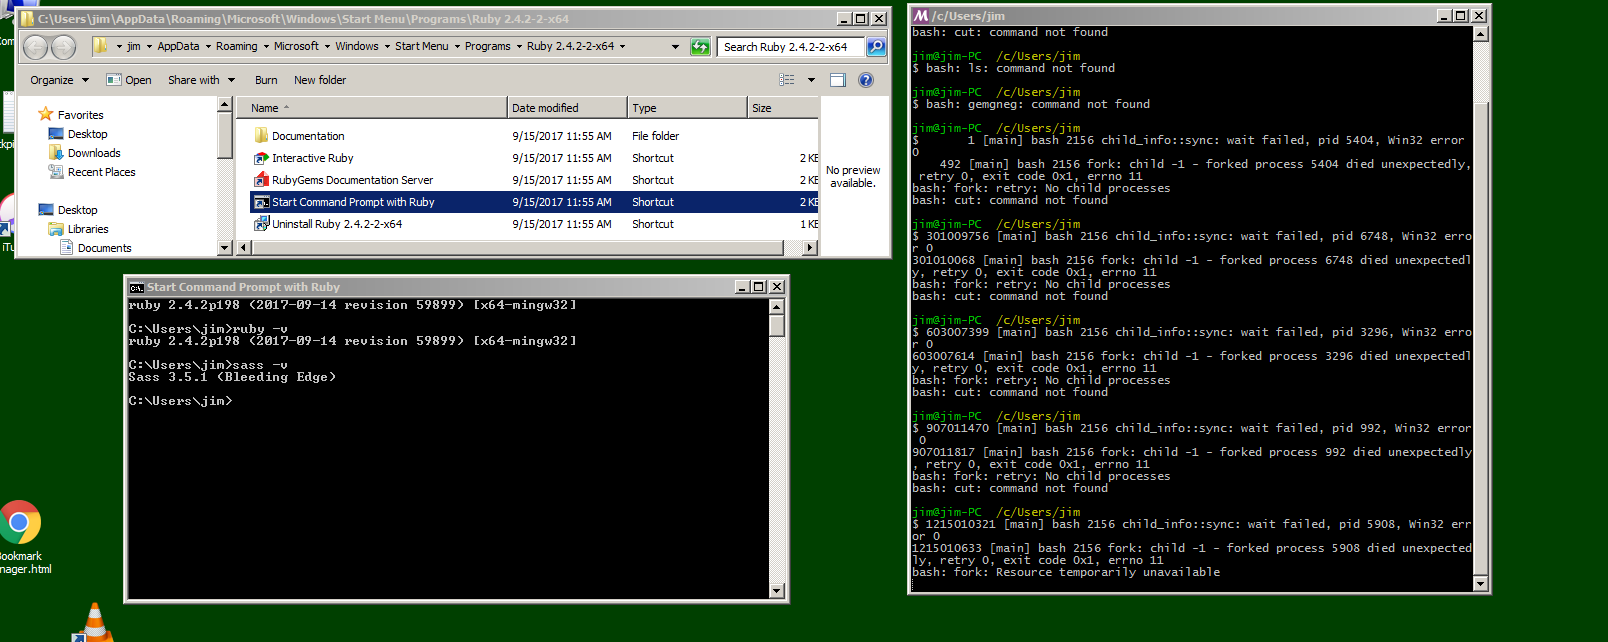 C:\Users\jim\AppData\Roaming\Microsoft\Windows\Start Menu\Programs\Ruby 2.4.2-2-x64
jim AppData Roaming Microsoft Windows Start Menu Programs Ruby 2.4.2-2-x64
Search Ruby 2.4.2-2-x64
Organize Open Share with Burn New folder
Favorites
Desktop
Downloads
Recent Places
Desktop
Libraries
Documents
Name Date modified Type Size
Documentation 9/15/2017 11:55 AM File folder
Interactive Ruby 9/15/2017 11:55 AM Shortcut 2 KB
RubyGems Documentation Server 9/15/2017 11:55 AM Shortcut 2 KB
Start Command Prompt with Ruby 9/15/2017 11:55 AM Shortcut 2 KB
Uninstall Ruby 2.4.2-2-x64 9/15/2017 11:55 AM Shortcut 1 KB
No preview
available.
Start Command Prompt with Ruby
ruby 2.4.2p198 (2017-09-14 revision 59899) [x64-mingw32]
C:\Users\jim>ruby -v
ruby 2.4.2p198 (2017-09-14 revision 59899) [x64-mingw32]
C:\Users\jim>sass -v
Sass 3.5.1 (Bleeding Edge)
C:\Users\jim>
ookmark
nager.html
/c/Users/jim
bash: cut: command not found
jim@jim-PC /c/Users/jim
$ bash: ls: command not found
jim@jim-PC /c/Users/jim
$ bash: gemgneg: command not found
jim@jim-PC /c/Users/jim
$ 1 [main] bash 2156 child_info::sync: wait failed, pid 5404, Win32 error
0
492 [main] bash 2156 fork: child -1 - forked process 5404 died unexpectedly,
retry 0, exit code 0x1, errno 11
bash: fork: retry: No child processes
bash: cut: command not found
jim@jim-PC /c/Users/jim
$ 301009756 [main] bash 2156 child_info::sync: wait failed, pid 6748, Win32 erro
r 0
301010068 [main] bash 2156 fork: child -1 - forked process 6748 died unexpectedl
y, retry 0, exit code 0x1, errno 11
bash: fork: retry: No child processes
bash: cut: command not found
jim@jim-PC /c/Users/jim
$ 603007399 [main] bash 2156 child_info::sync: wait failed, pid 3296, Win32 erro
r 0
603007614 [main] bash 2156 fork: child -1 - forked process 3296 died unexpectedl
y, retry 0, exit code 0x1, errno 11
bash: fork: retry: No child processes
bash: cut: command not found
jim@jim-PC /c/Users/jim
$ 907011470 [main] bash 2156 child_info::sync: wait failed, pid 992, Win32 error
0
907011817 [main] bash 2156 fork: child -1 - forked process 992 died unexpectedly
, retry 0, exit code 0x1, errno 11
bash: fork: retry: No child processes
bash: cut: command not found
jim@jim-PC /c/Users/jim
$ 1215010321 [main] bash 2156 child_info::sync: wait failed, pid 5908, Win32 err
or 0
1215010633 [main] bash 2156 fork: child -1 - forked process 5908 died unexpected
ly, retry 0, exit code 0x1, errno 11
bash: fork: Resource temporarily unavailable